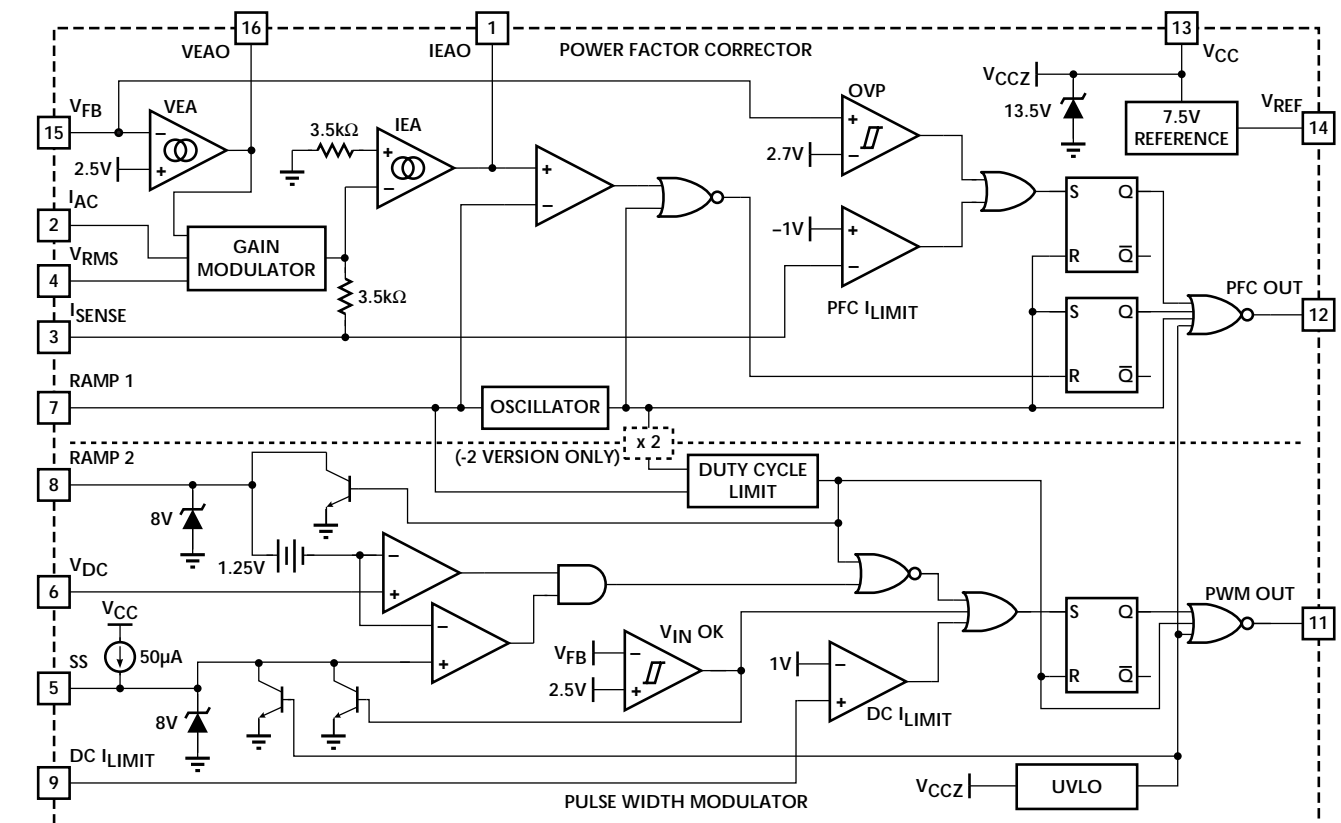 16
1
13
VEAO
IEAO
POWER FACTOR CORRECTOR
VCC
VCCZ
13.5V
7.5V
REFERENCE
VREF
14
VFB
15
VEA
−
+
2.5V
3.5kΩ
IEA
+
−
+
−
OVP
+
−
2.7V
−1V
+
−
PFC ILIMIT
IAC
2
VRMS
4
GAIN
MODULATOR
3.5kΩ
ISENSE
3
S Q
R Q̅
S Q
R Q̅
PFC OUT
12
RAMP 1
7
OSCILLATOR
x 2
(-2 VERSION ONLY)
RAMP 2
8
DUTY CYCLE
LIMIT
8V
1.25V
−
+
VDC
6
VCC
50µA
SS
5
−
+
8V
VIN OK
VFB
−
2.5V
+
1V
−
+
DC ILIMIT
S Q
R Q̅
PWM OUT
11
DC ILIMIT
9
VCCZ
UVLO
PULSE WIDTH MODULATOR